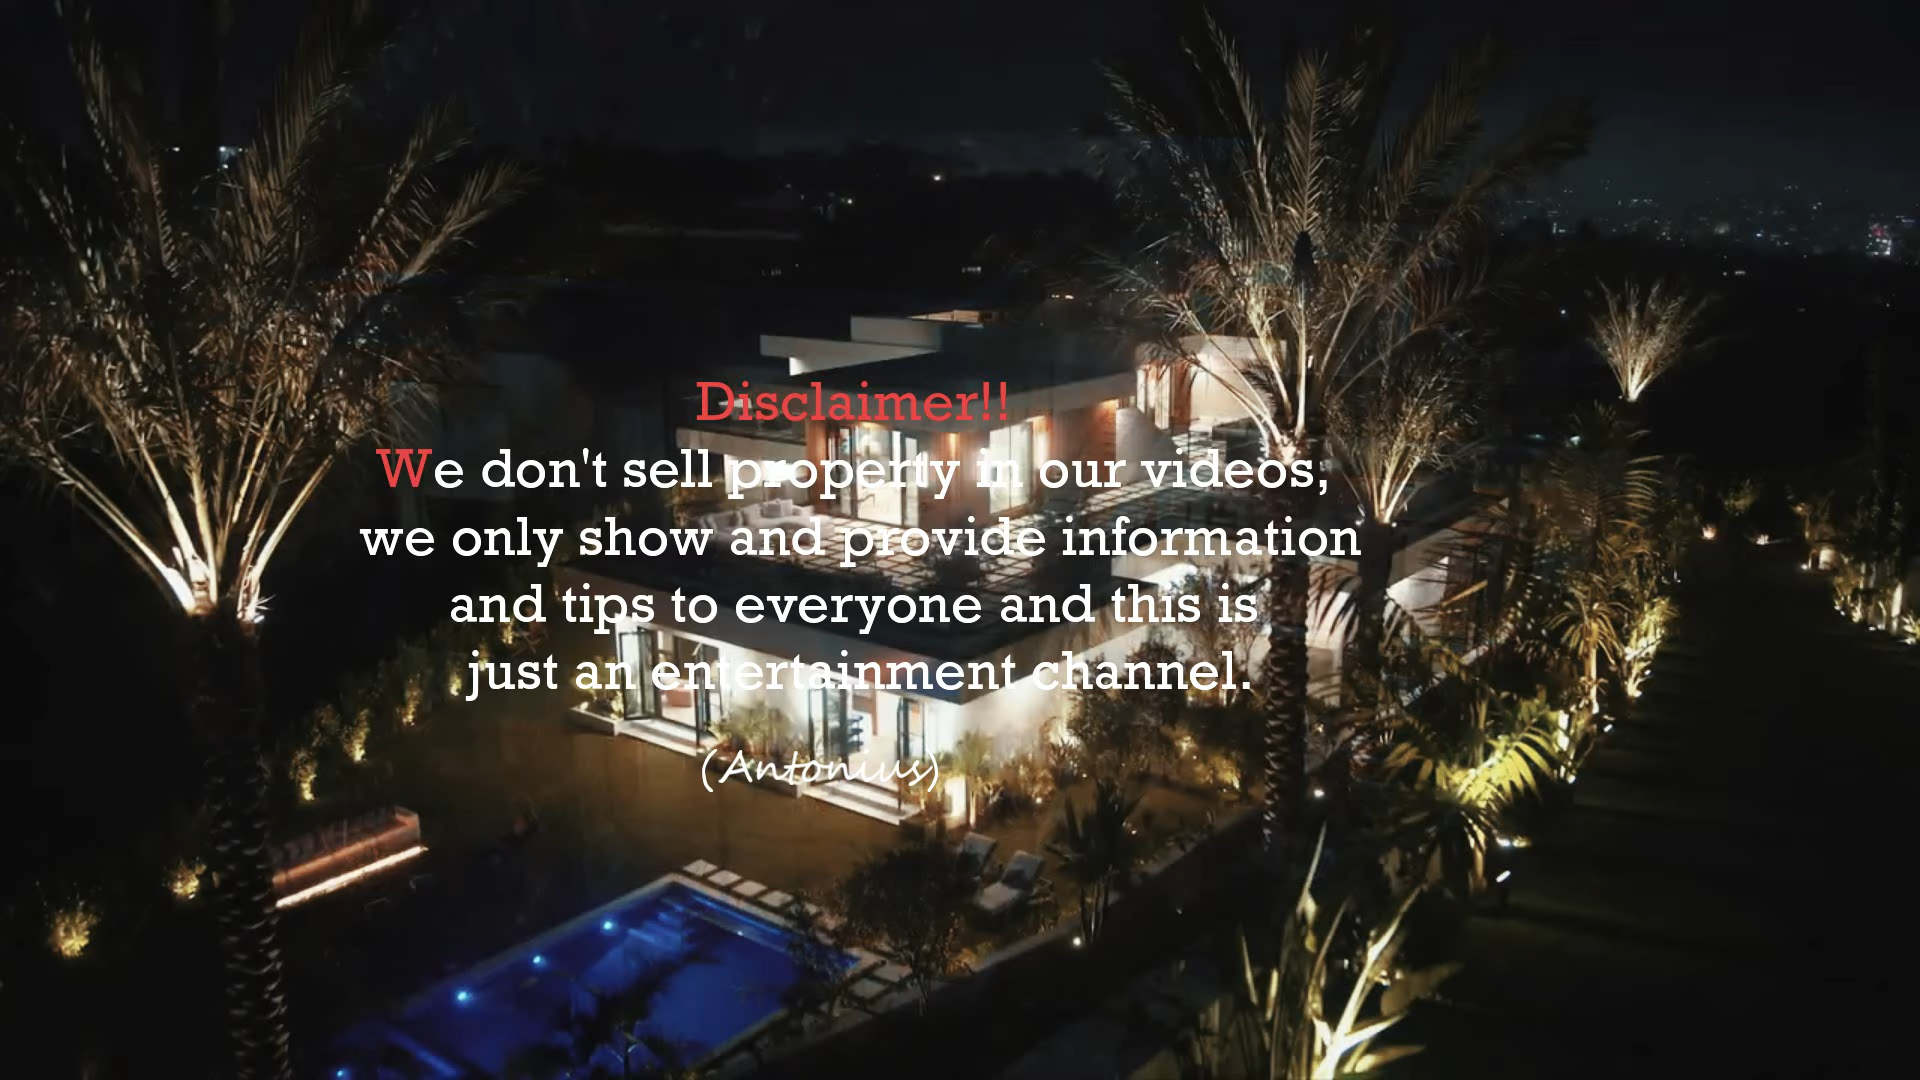 Disclaimer!!
We don't sell property in our videos,
we only show and provide information
and tips to everyone and this is
just an entertainment channel.
(Antonius)